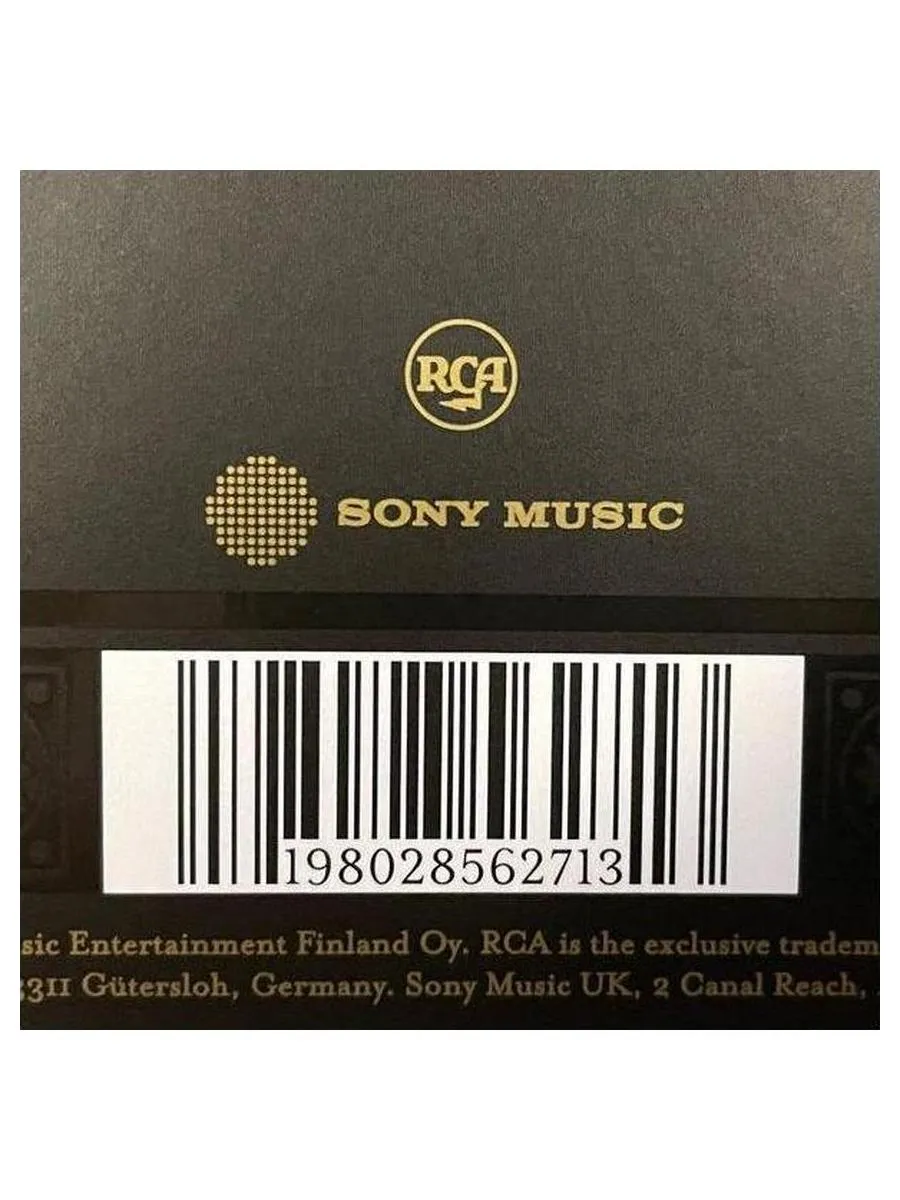 RCA
SONY MUSIC
198028562713
sic Entertainment Finland Oy. RCA is the exclusive tradem
3311 Gütersloh, Germany. Sony Music UK, 2 Canal Reach,